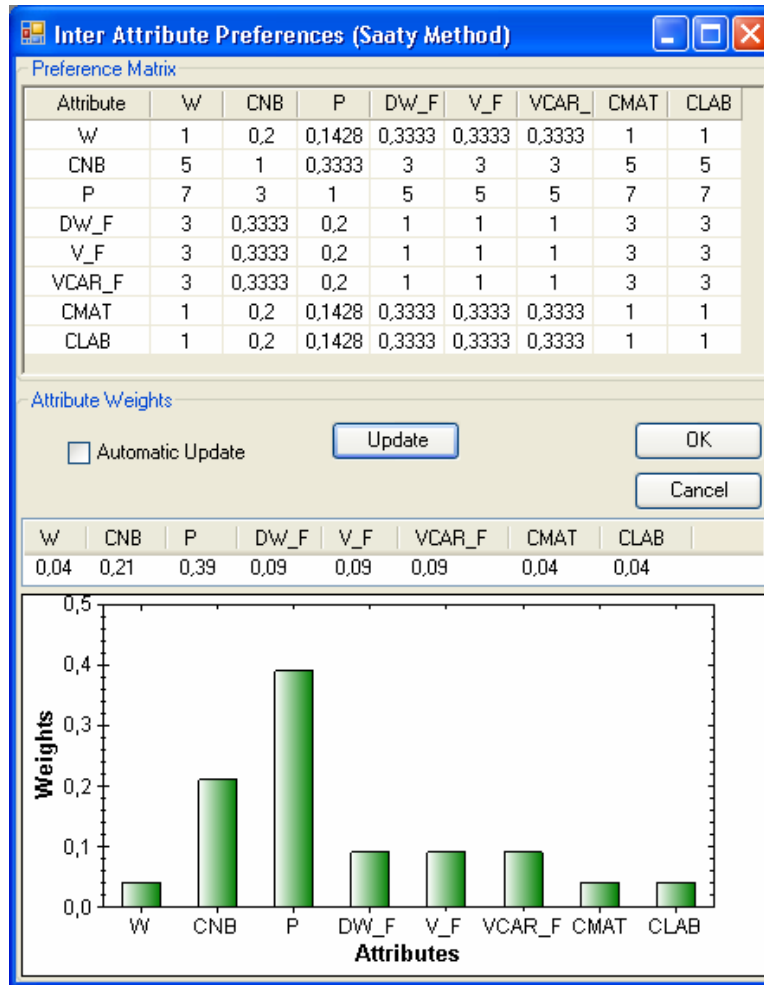 Inter Attribute Preferences (Saaty Method)
Preference Matrix
Attribute W CNB P DW_F V_F VCAR_ CMAT CLAB
W 1 0,2 0,1428 0,3333 0,3333 0,3333 1 1
CNB 5 1 0,3333 3 3 3 5 5
P 7 3 1 5 5 5 7 7
DW_F 3 0,3333 0,2 1 1 1 3 3
V_F 3 0,3333 0,2 1 1 1 3 3
VCAR_F 3 0,3333 0,2 1 1 1 3 3
CMAT 1 0,2 0,1428 0,3333 0,3333 0,3333 1 1
CLAB 1 0,2 0,1428 0,3333 0,3333 0,3333 1 1
Attribute Weights
Automatic Update Update OK
Cancel
W CNB P DW_F V_F VCAR_F CMAT CLAB
0,04 0,21 0,39 0,09 0,09 0,09 0,04 0,04
0,5
0,4
0,3
0,2
0,1
0,0
Weights
W CNB P DW_F V_F VCAR_F CMAT CLAB
Attributes